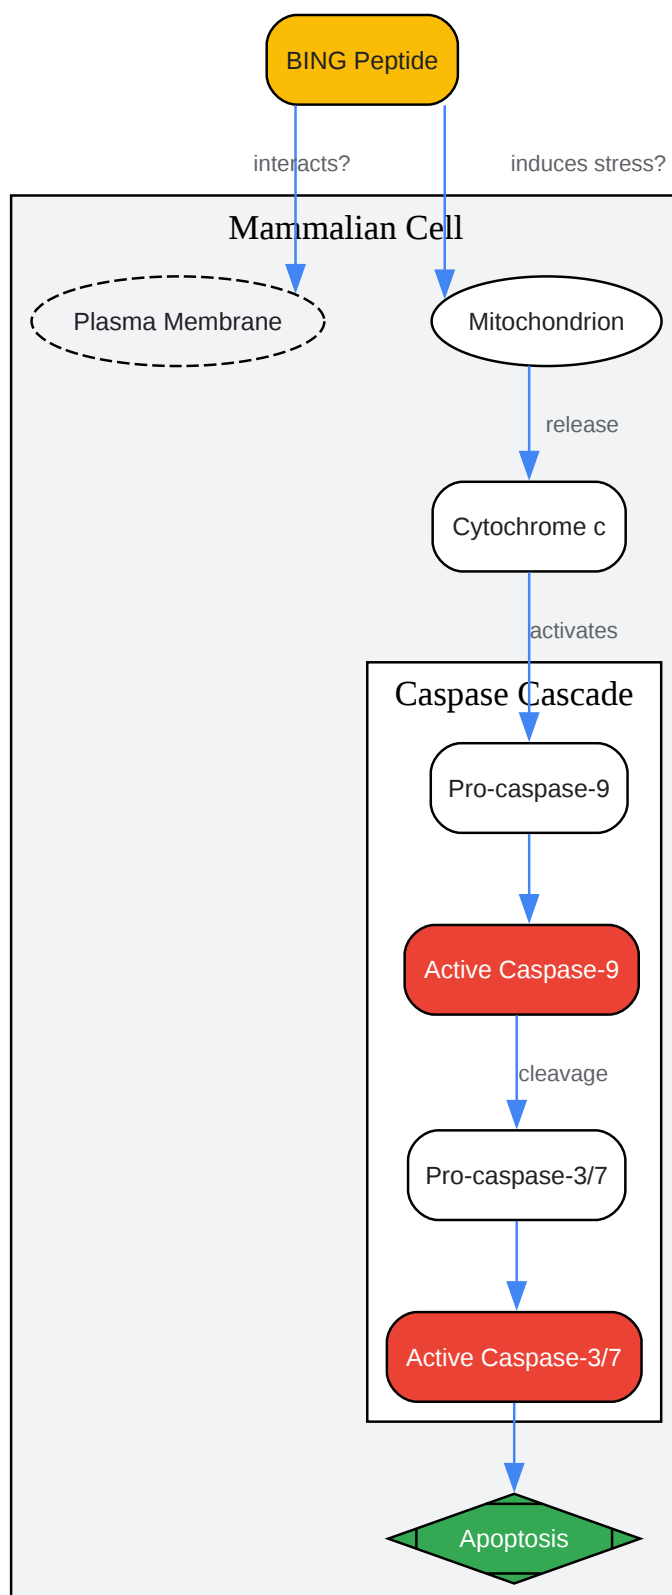 BING Peptide
interacts?
induces stress?
Mammalian Cell
Plasma Membrane
Mitochondrion
release
Cytochrome c
activates
Caspase Cascade
Pro-caspase-9
Active Caspase-9
cleavage
Pro-caspase-3/7
Active Caspase-3/7
Apoptosis